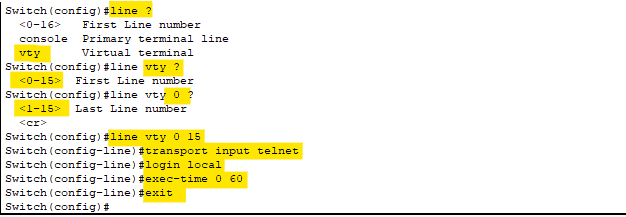 Switch(config)#line ?
<0-16> First Line number
console Primary terminal line
vty Virtual terminal
Switch(config)#line vty ?
<0-15> First Line number
Switch(config)#line vty 0 ?
<1-15> Last Line number
<cr>
Switch(config)#line vty 0 15
Switch(config-line)#transport input telnet
Switch(config-line)#login local
Switch(config-line)#exec-time 0 60
Switch(config-line)#exit
Switch(config)#